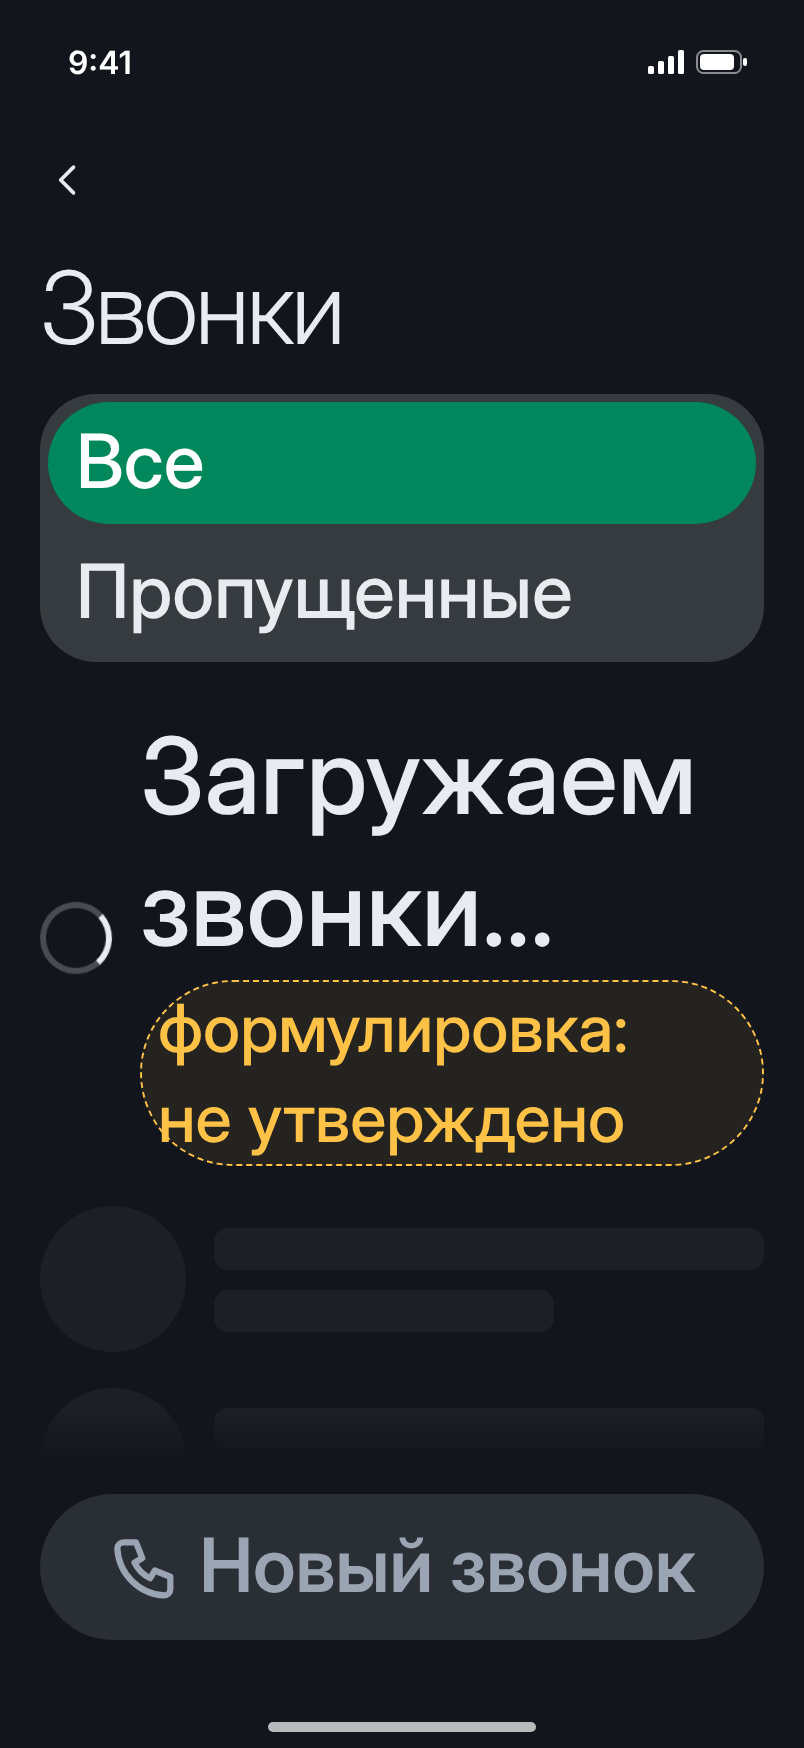 9:41
Звонки
Все
Пропущенные
Загружаем
звонки...
формулировка:
не утверждено
Новый звонок